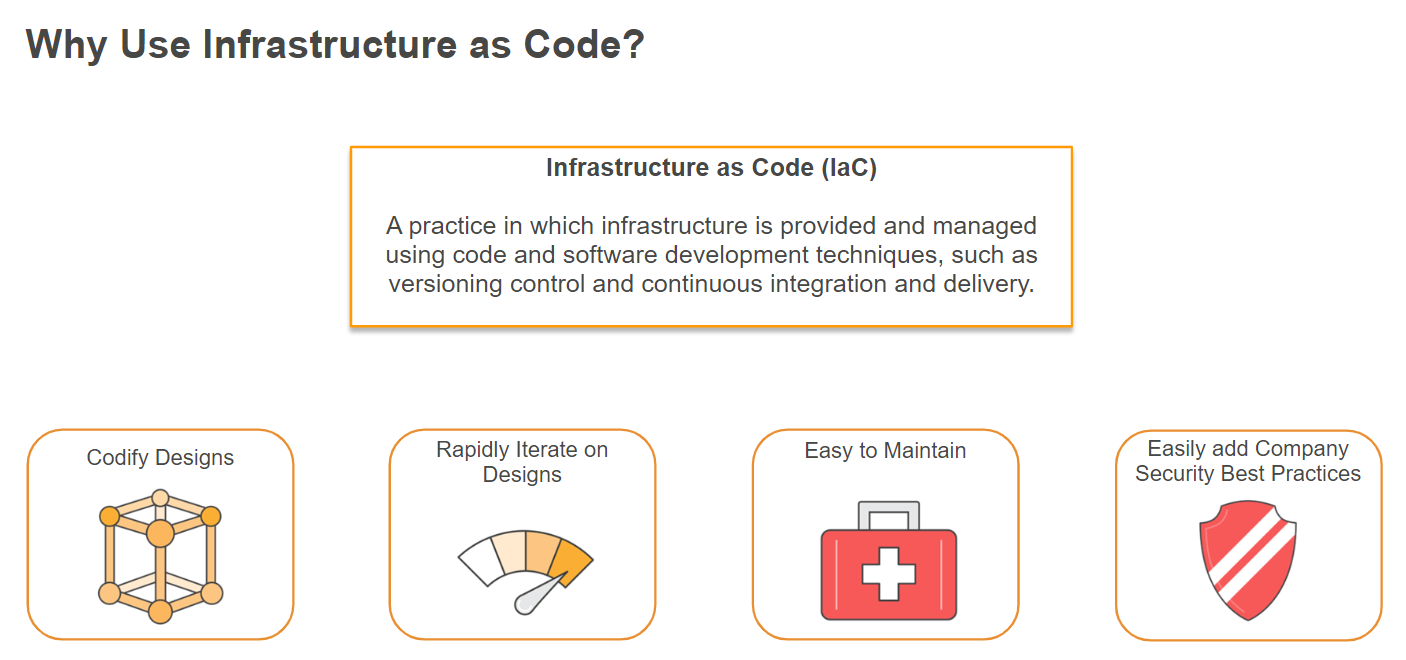 Why Use Infrastructure as Code?
Infrastructure as Code (IaC)
A practice in which infrastructure is provided and managed
using code and software development techniques, such as
versioning control and continuous integration and delivery.
Codify Designs
Rapidly Iterate on
Designs
Easy to Maintain
Easily add Company
Security Best Practices